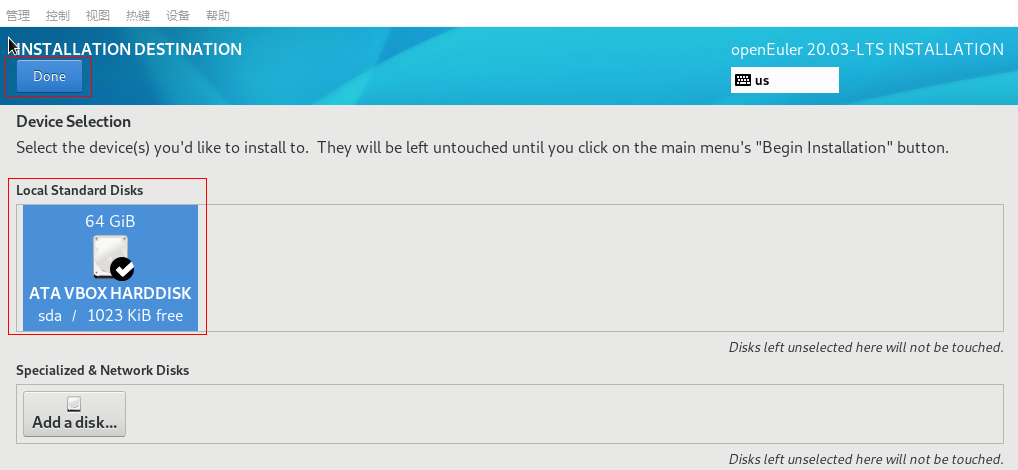 管理 控制 视图 热键 设备 帮助
INSTALLATION DESTINATION
openEuler 20.03-LTS INSTALLATION
Done
us
Device Selection
Select the device(s) you'd like to install to. They will be left untouched until you click on the main menu's "Begin Installation" button.
Local Standard Disks
64 GiB
ATA VBOX HARDDISK
sda / 1023 KiB free
Disks left unselected here will not be touched.
Specialized & Network Disks
Add a disk...
Disks left unselected here will not be touched.